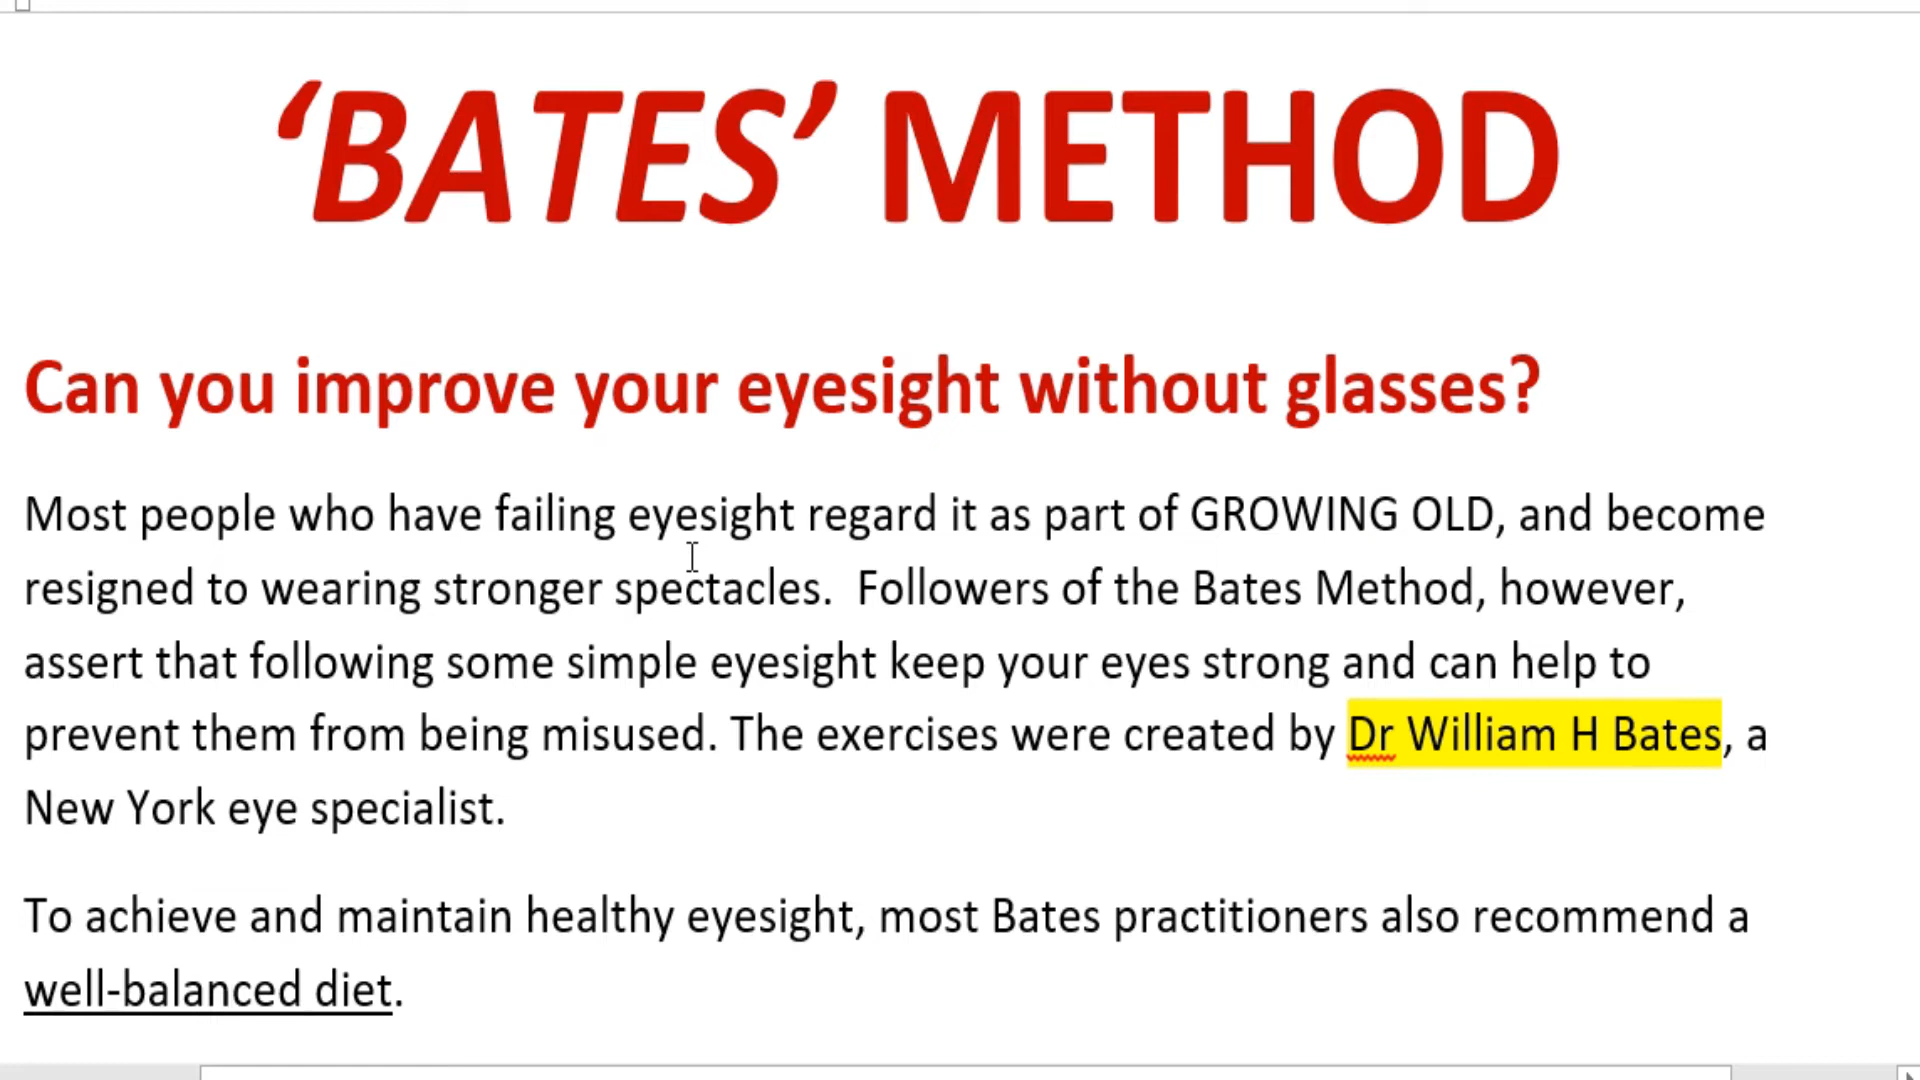 ‘BATES’ METHOD
Can you improve your eyesight without glasses?
Most people who have failing eyesight regard it as part of GROWING OLD, and become
resigned to wearing stronger spectacles.  Followers of the Bates Method, however,
assert that following some simple eyesight keep your eyes strong and can help to
prevent them from being misused. The exercises were created by Dr William H Bates, a
New York eye specialist.
To achieve and maintain healthy eyesight, most Bates practitioners also recommend a
well-balanced diet.